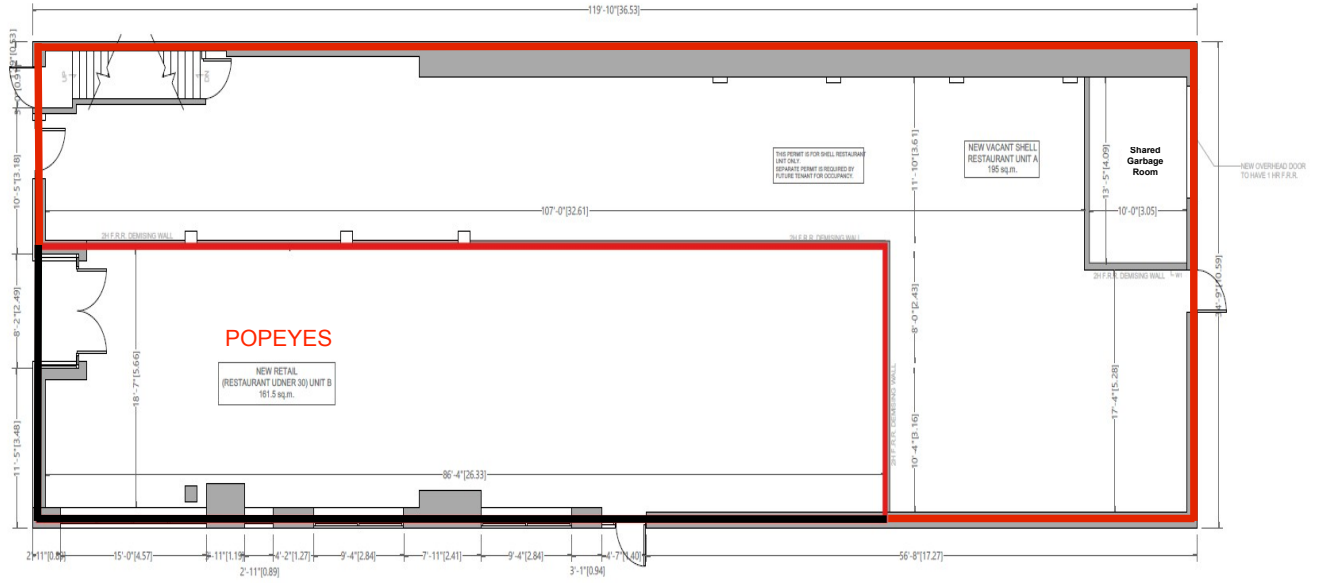 119'-10"[36.53]
UP
DN
THIS PERMIT IS FOR SHELL RESTAURANT
UNIT ONLY.
SEPARATE PERMIT IS REQUIRED BY
FUTURE TENANT FOR OCCUPANCY.
NEW VACANT SHELL
RESTAURANT UNIT A
195 sq.m.
Shared
Garbage
Room
NEW OVERHEAD DOOR
TO HAVE 1 HR F.R.R.
10'-5"[3.18]
11'-10"[3.61]
13'-5"[4.09]
107'-0"[32.61]
10'-0"[3.05]
2H F.R.R. DEMISING WALL
2H F.R.R. DEMISING WALL
2H F.R.R. DEMISING WALL
W1
8'-2"[2.49]
8'-0"[2.43]
POPEYES
NEW RETAIL
(RESTAURANT UDNER 30) UNIT B
161.5 sq.m.
18'-7"[5.66]
2H F.R.R. DEMISING WALL
17'-4"[5.28]
11'-5"[3.48]
10'-4"[3.16]
86'-4"[26.33]
15'-0"[4.57]
4'-2"[1.27]
9'-4"[2.84]
7'-11"[2.41]
9'-4"[2.84]
4'-7"[1.40]
56'-8"[17.27]
2'-11"[0.89]
3'-1"[0.94]